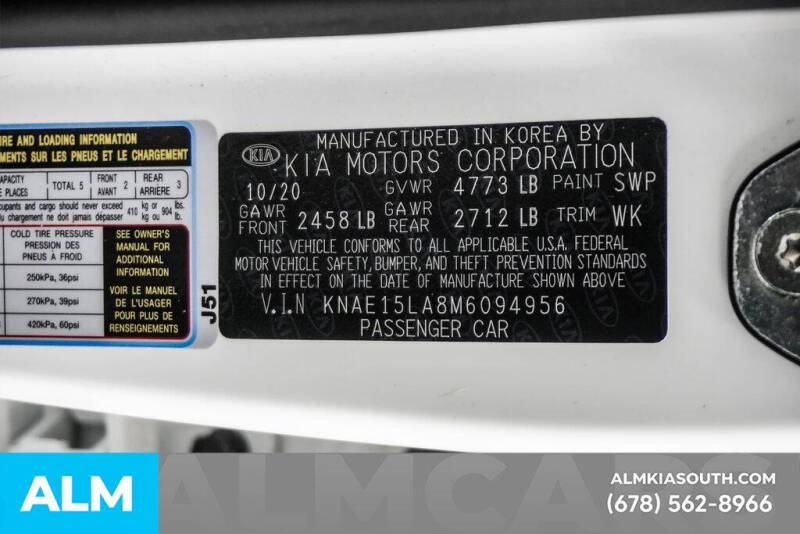 IRE AND LOADING INFORMATION
EMENTS SUR LES PNEUS ET LE CHARGEMENT
CAPACITY
E PLACES
TOTAL 5
FRONT 2
AVANT
REAR 3
ARRIÈRE
cupants and cargo should never exceed
chargement ne doit jamais dépasser
410 kg or 904 lbs.
kg ou lb.
COLD TIRE PRESSURE
PRESSION DES
PNEUS À FROID
250kPa, 36psi
270kPa, 39psi
420kPa, 60psi
SEE OWNER'S
MANUAL FOR
ADDITIONAL
INFORMATION
VOIR LE MANUEL
DE L'USAGER
POUR PLUS DE
RENSEIGNEMENTS
J51
MANUFACTURED IN KOREA BY
KIA KIA MOTORS CORPORATION
10/20 GVWR 4773 LB PAINT SWP
GAWR FRONT 2458 LB GAWR REAR 2712 LB TRIM WK
THIS VEHICLE CONFORMS TO ALL APPLICABLE U.S.A. FEDERAL
MOTOR VEHICLE SAFETY, BUMPER, AND THEFT PREVENTION STANDARDS
IN EFFECT ON THE DATE OF MANUFACTURE SHOWN ABOVE
V.I.N KNAE15LA8M6094956
PASSENGER CAR
ALM
ALMCARS
ALMKIASOUTH.COM
(678) 562-8966